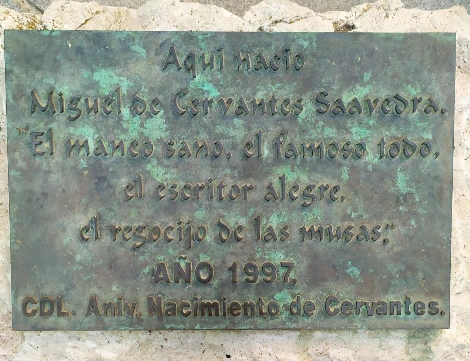 Aquí nacio
Miguel de Cervantes Saavedra.
"El manco sano, el famoso todo,
el escritor alegre,
el regocijo de las musas,"
AÑO 1997.
CDL. Aniv. Nacimiento de Cervantes.